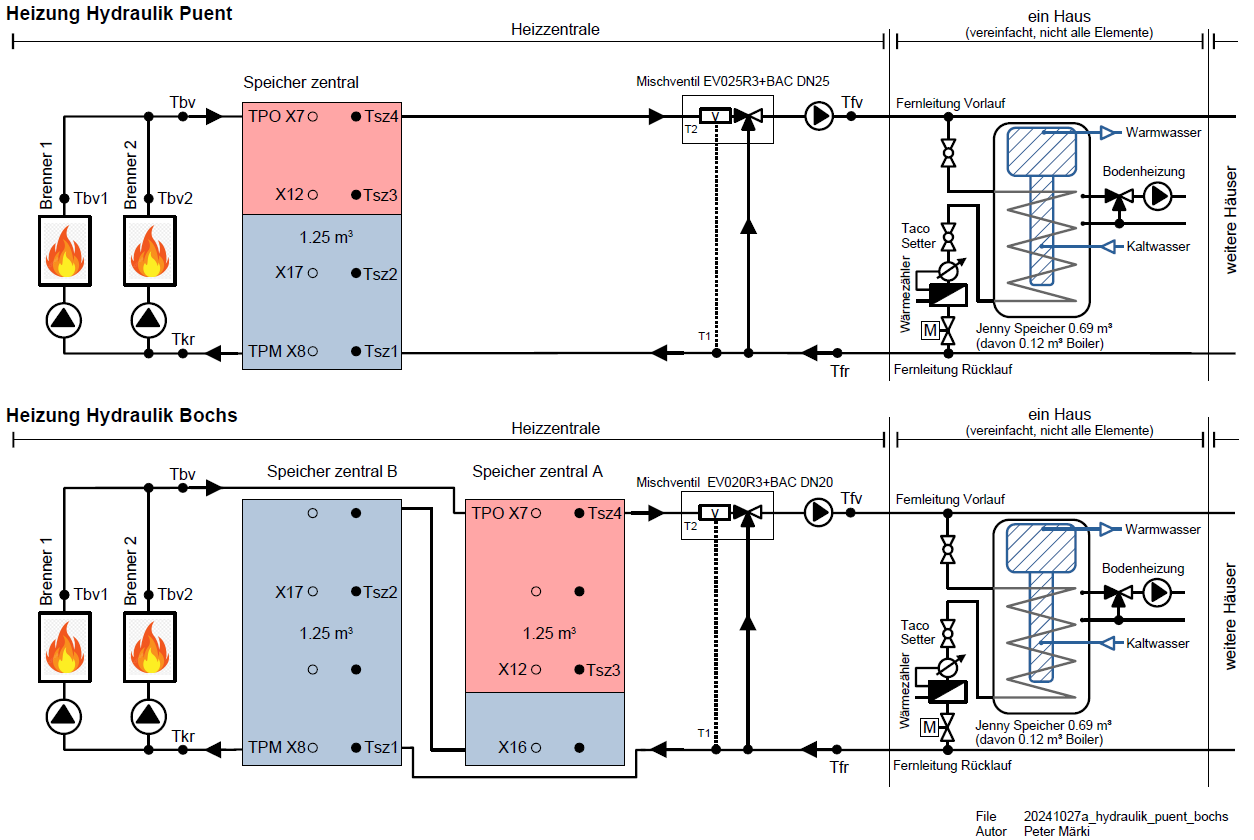 Heizung Hydraulik Puent
Heizzentrale
ein Haus
(vereinfacht, nicht alle Elemente)
Speicher zentral
Mischventil EV025R3+BAC DN25
Tbv
Tfv
Fernleitung Vorlauf
TPO X7
Tsz4
V
T2
Warmwasser
Brenner 1
Brenner 2
Tbv1
Tbv2
X12
Tsz3
Bodenheizung
1.25 m³
Taco
Setter
Kaltwasser
weitere Häuser
X17
Tsz2
Wärmezähler
M
Tkr
TPM X8
Tsz1
T1
Jenny Speicher 0.69 m³
(davon 0.12 m³ Boiler)
Tfr
Fernleitung Rücklauf
Heizung Hydraulik Bochs
Heizzentrale
ein Haus
(vereinfacht, nicht alle Elemente)
Speicher zentral B
Speicher zentral A
Mischventil EV020R3+BAC DN20
Tbv
Tfv
Fernleitung Vorlauf
TPO X7
Tsz4
V
T2
Warmwasser
Brenner 1
Brenner 2
Tbv1
Tbv2
X17
Tsz2
Bodenheizung
1.25 m³
1.25 m³
Taco
Setter
Kaltwasser
weitere Häuser
X12
Tsz3
Wärmezähler
M
Tkr
TPM X8
Tsz1
X16
T1
Jenny Speicher 0.69 m³
(davon 0.12 m³ Boiler)
Tfr
Fernleitung Rücklauf
File 20241027a_hydraulik_puent_bochs
Autor Peter Märki